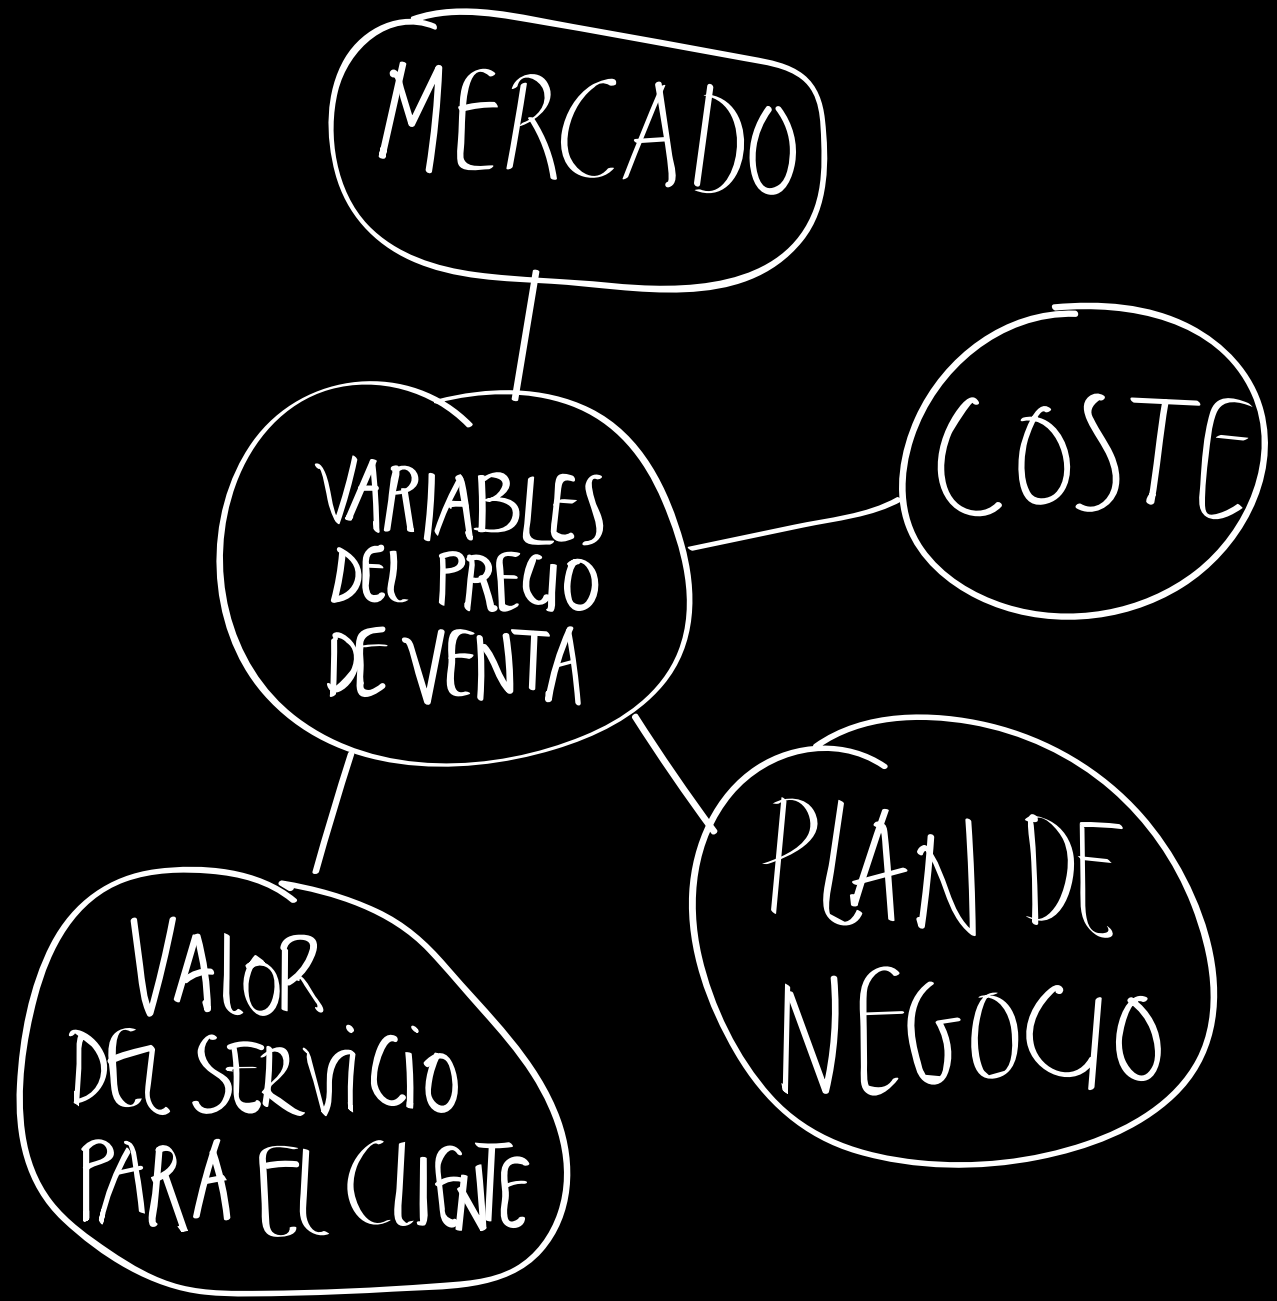 MERCADO
COSTE
VARIABLES
DEL PRECIO
DE VENTA
PLAN DE
NEGOCIO
VALOR
DEL SERVICIO
PARA EL CLIENTE